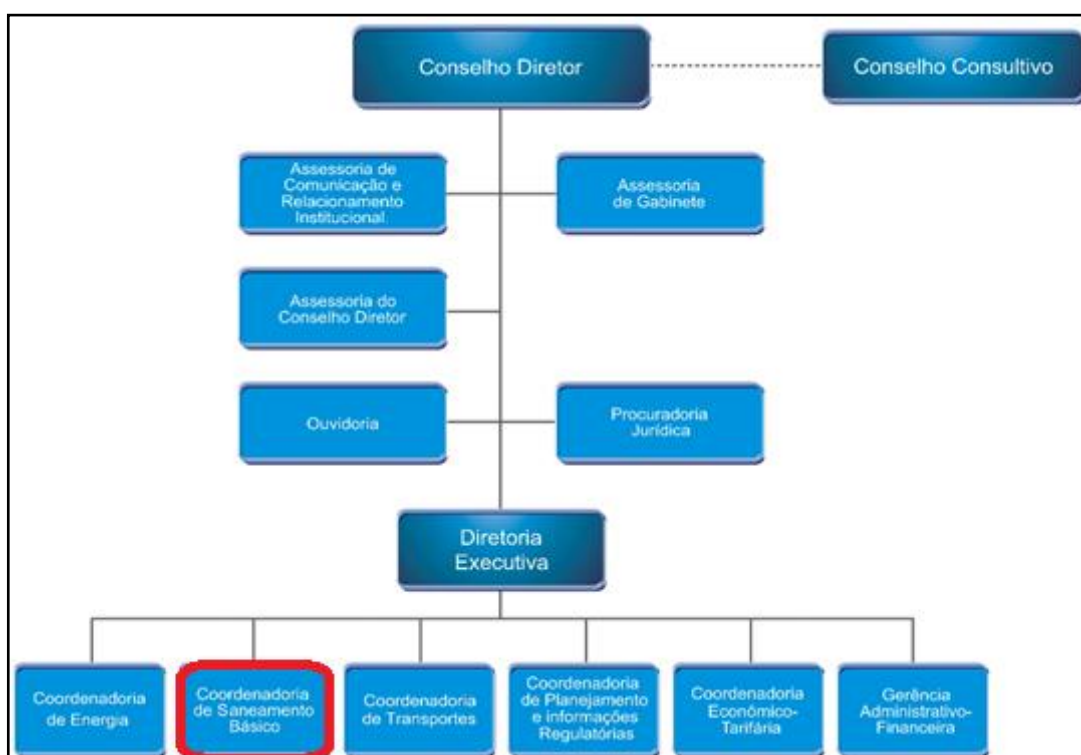 Conselho Diretor
Conselho Consultivo
Assessoria de
Comunicação e
Relacionamento
Institucional
Assessoria
de Gabinete
Assessoria do
Conselho Diretor
Ouvidoria
Procuradoria
Jurídica
Diretoria
Executiva
Coordenadoria
de Energia
Coordenadoria
de Saneamento
Básico
Coordenadoria
de Transportes
Coordenadoria
de Planejamento
e informações
Regulatórias
Coordenadoria
Econômico-
Tarifária
Gerência
Administrativo-
Financeira